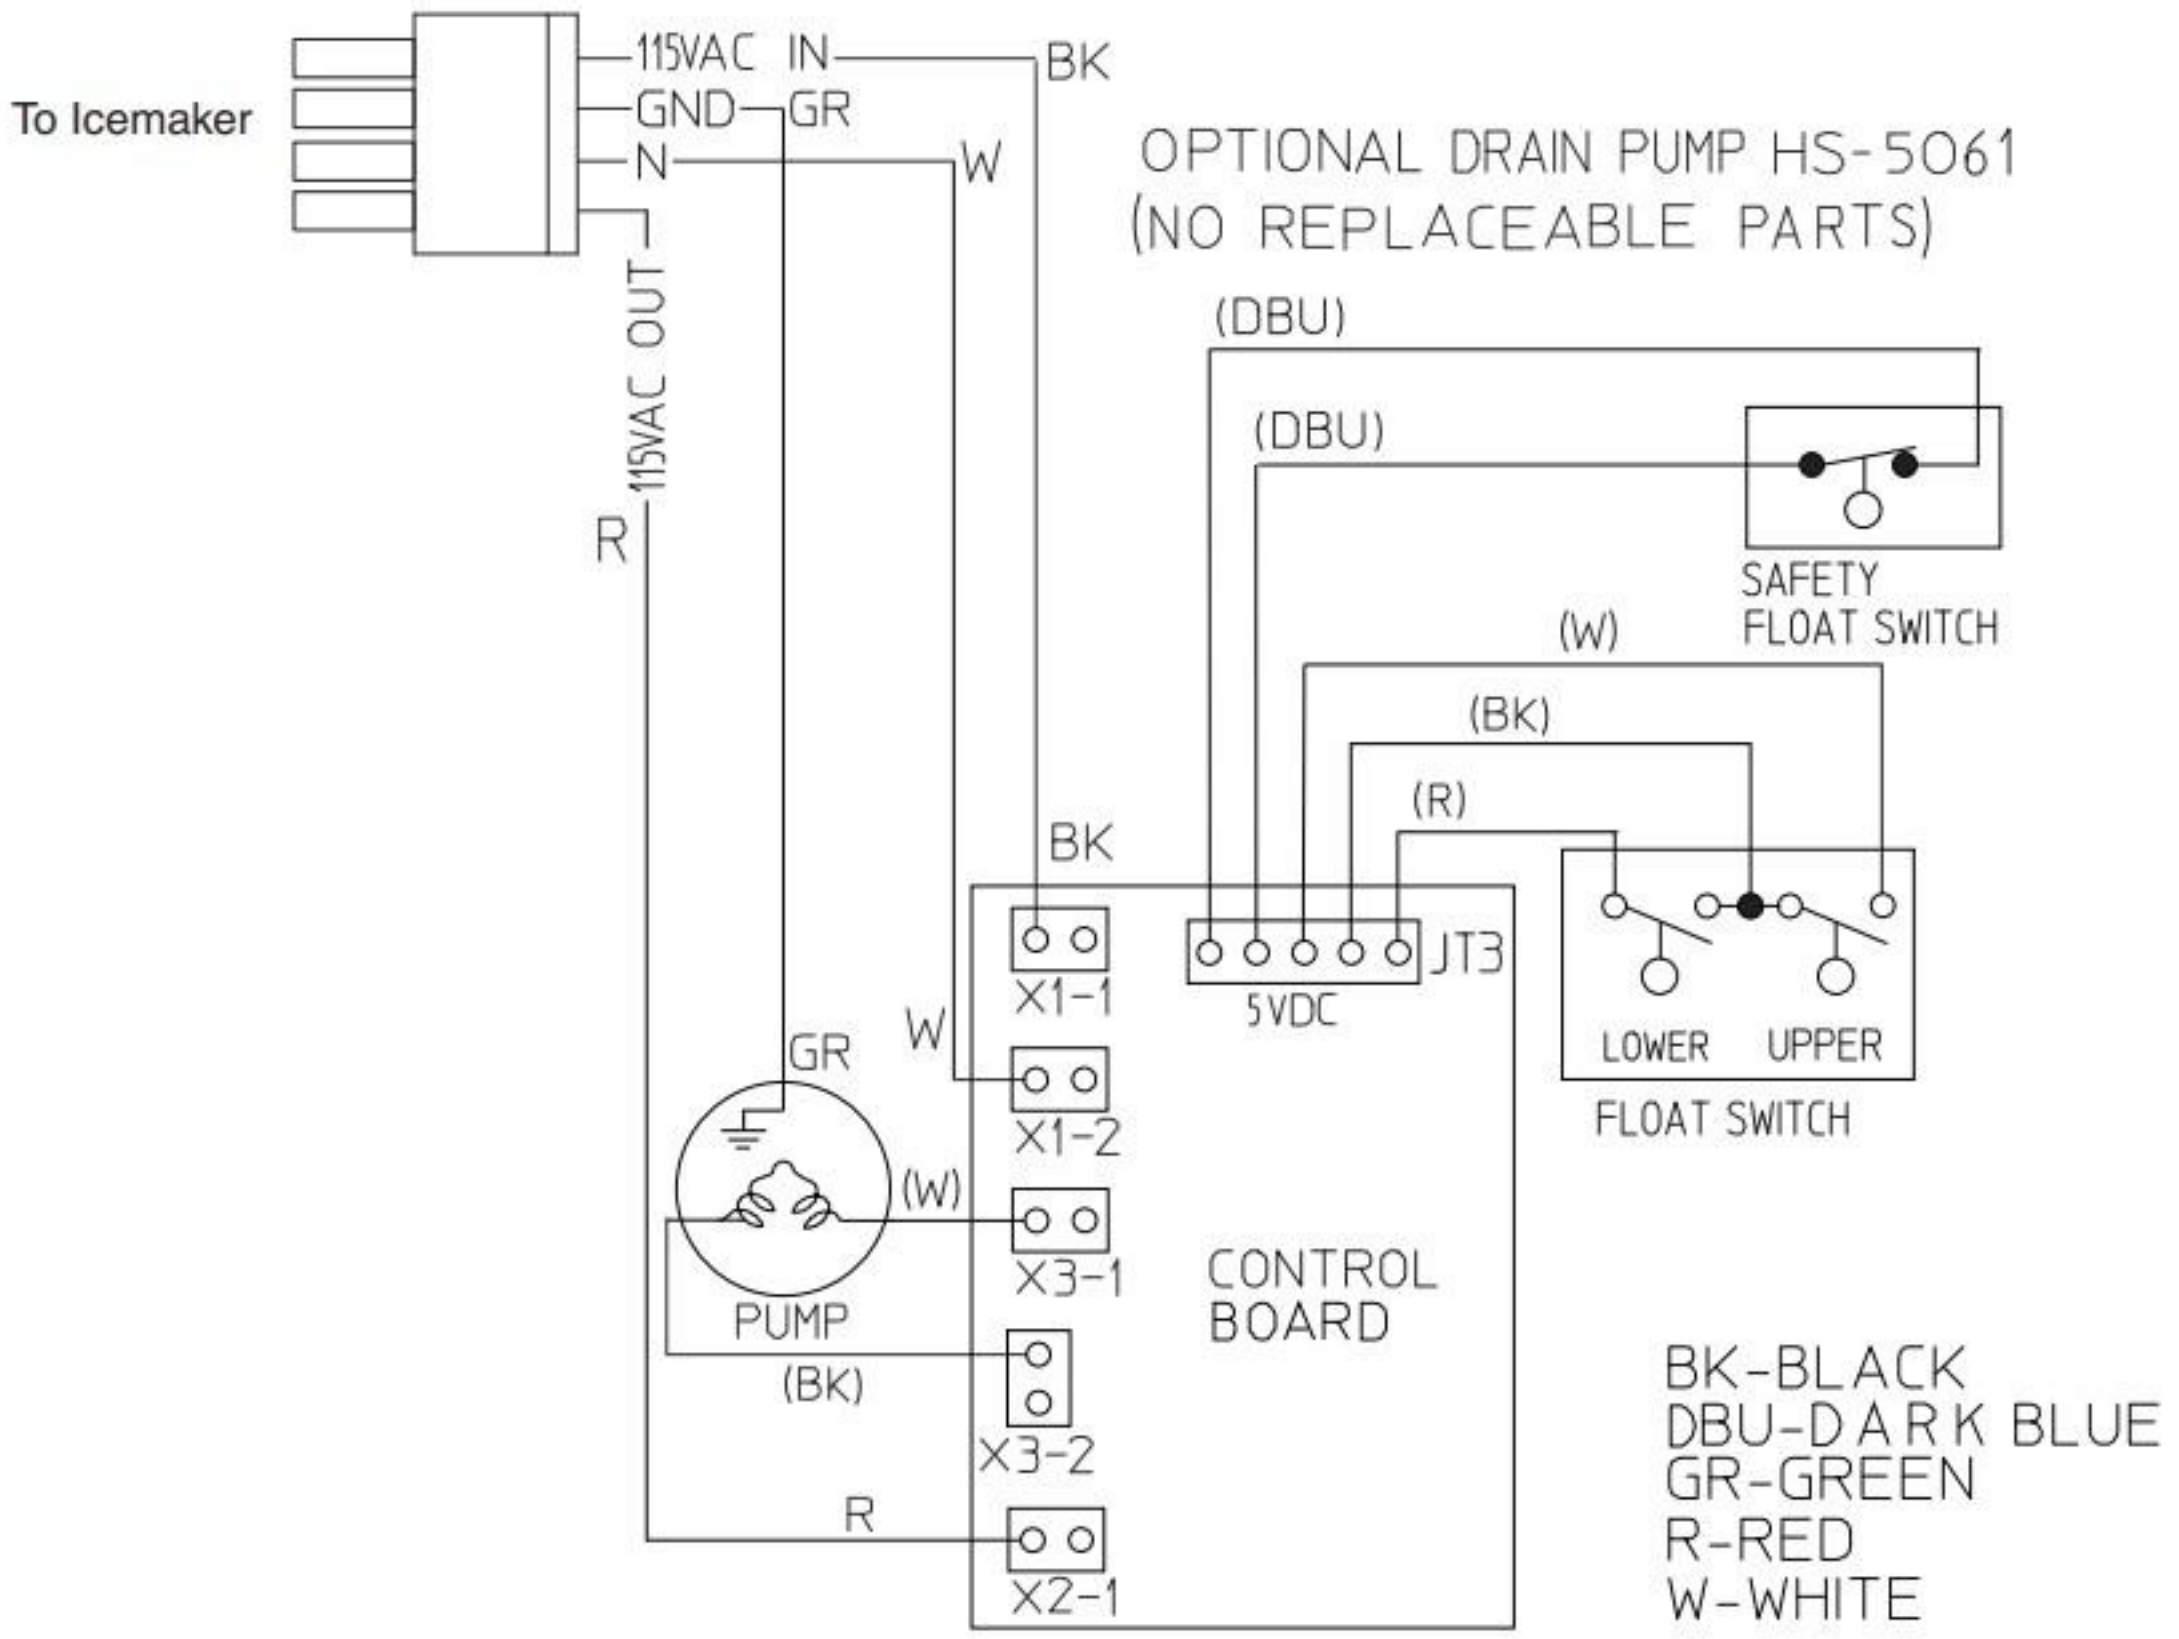 115VAC IN
BK
To Icemaker
GND
GR
N
W
OPTIONAL DRAIN PUMP HS-5061
(NO REPLACEABLE PARTS)
115VAC OUT
R
(DBU)
(DBU)
SAFETY
FLOAT SWITCH
(W)
(BK)
(R)
BK
JT3
X1-1
5VDC
W
GR
LOWER
UPPER
FLOAT SWITCH
X1-2
(W)
X3-1
CONTROL
BOARD
PUMP
(BK)
X3-2
R
X2-1
BK-BLACK
DBU-DARK BLUE
GR-GREEN
R-RED
W-WHITE